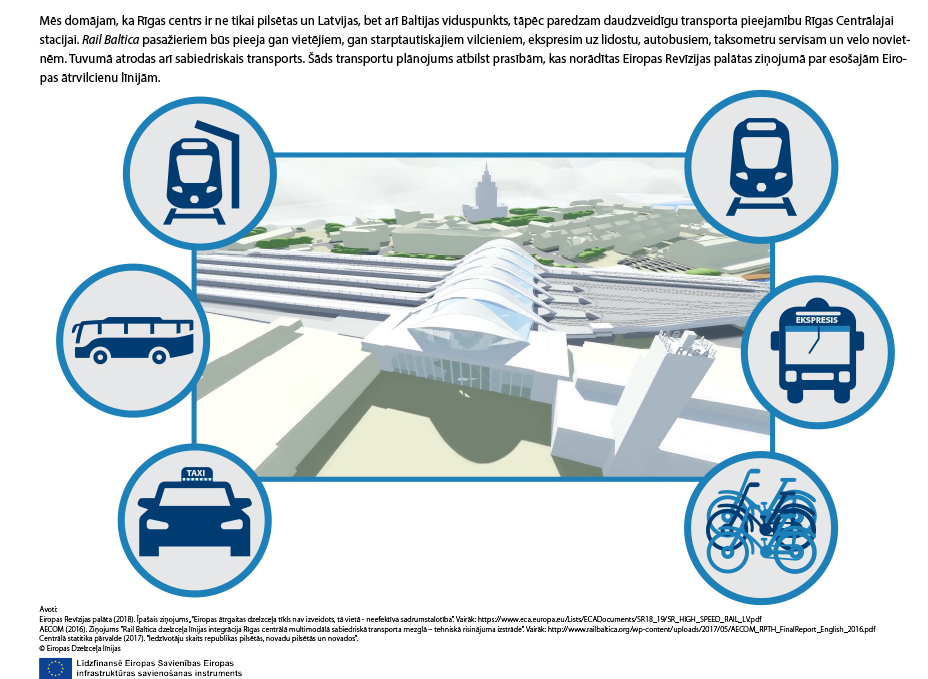 Mēs domājam, ka Rīgas centrs ir ne tikai pilsētas un Latvijas, bet arī Baltijas viduspunkts, tāpēc paredzam daudzveidīgu transporta pieejamību Rīgas Centrālajai
stacijai. Rail Baltica pasažieriem būs pieeja gan vietējiem, gan starptautiskajiem vilcieniem, ekspresim uz lidostu, autobusiem, taksometru servisam un velo noviet-
nēm. Tuvumā atrodas arī sabiedriskais transports. Šāds transportu plānojums atbilst prasībām, kas norādītas Eiropas Revīzijas palātas ziņojumā par esošajām Eiro-
pas ātrvilcienu līnijām.
EKSPRESIS
TAXI
Avoti:
Eiropas Revīzijas palāta (2018). Īpašais ziņojums, "Eiropas ātrgaitas dzelzceļa tīkls nav izveidots, tā vietā - neefektīva sadrumstalotība". Vairāk: https://www.eca.europa.eu/Lists/ECADocuments/SR18_19/SR_HIGH_SPEED_RAIL_LV.pdf
AECOM (2016). Ziņojums "Rail Baltica dzelzceļa līnijas integrācija Rīgas centrālā multimodālā sabiedriskā transporta mezglā – tehniskā risinājuma izstrāde". Vairāk: http://www.railbaltica.org/wp-content/uploads/2017/05/AECOM_RPTH_FinalReport_English_2016.pdf
Centrālā statitika pārvalde (2017). "Iedzīvotāju skaits republikas pilsētās, novadu pilsētās un novados".
© Eiropas Dzelzceļa līnijas
Līdzfinansē Eiropas Savienības Eiropas
infrastruktūras savienošanas instruments